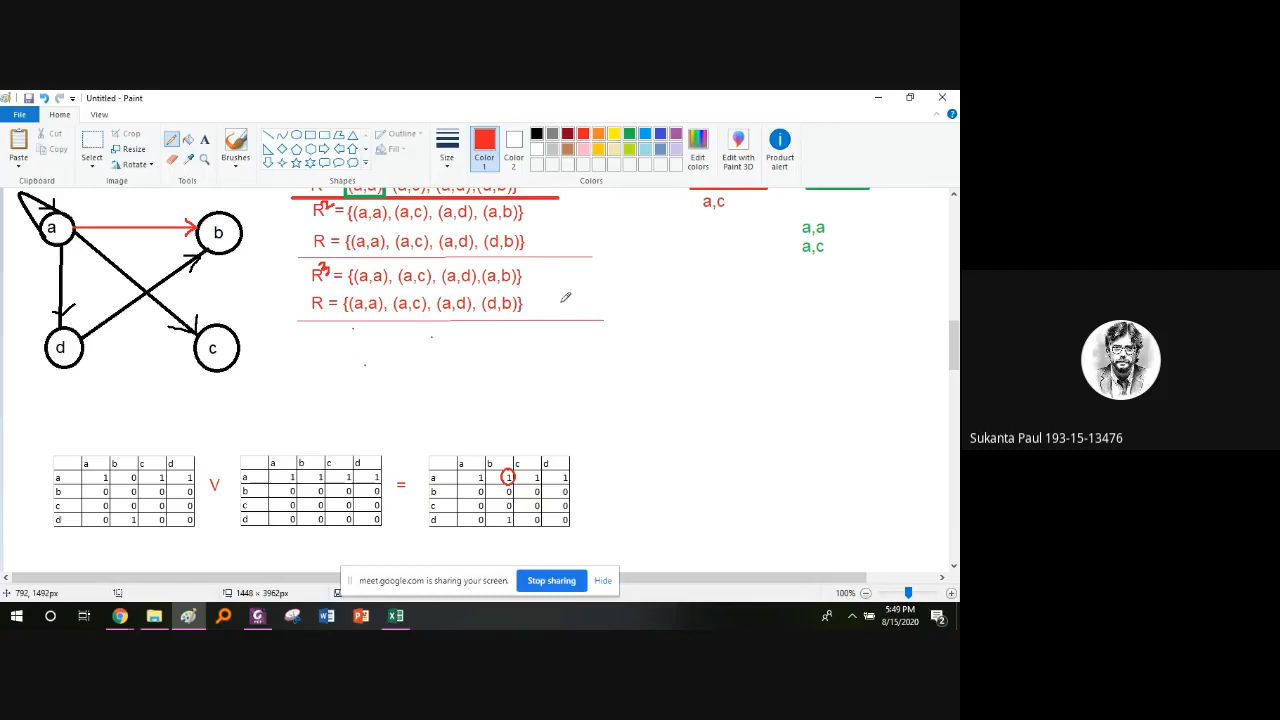 Untitled - Paint
File Home View
Paste Cut Copy Select Crop Resize Rotate Brushes Outline Fill Size Color 1 Color 2 Edit colors Edit with Paint 3D Product alert
Clipboard Image Tools Shapes Colors
(a,a) (a,c), (a,d),(d,b)}
a,c
R2 = {(a,a), (a,c), (a,d), (a,b)}
R = {(a,a), (a,c), (a,d), (d,b)}
R3 = {(a,a), (a,c), (a,d),(a,b)}
R = {(a,a), (a,c), (a,d), (d,b)}
a,a
a,c
a b
d c
a b c d
a 1 0 1 1
b 0 0 0 0
c 0 0 0 0
d 0 1 0 0
V
a b c d
a 1 1 1 1
b 0 0 0 0
c 0 0 0 0
d 0 0 0 0
=
a b c d
a 1 1 1 1
b 0 0 0 0
c 0 0 0 0
d 0 1 0 0
Sukanta Paul 193-15-13476
meet.google.com is sharing your screen. Stop sharing Hide
792, 1492px 1448 × 3962px 100%
5:49 PM
8/15/2020
2